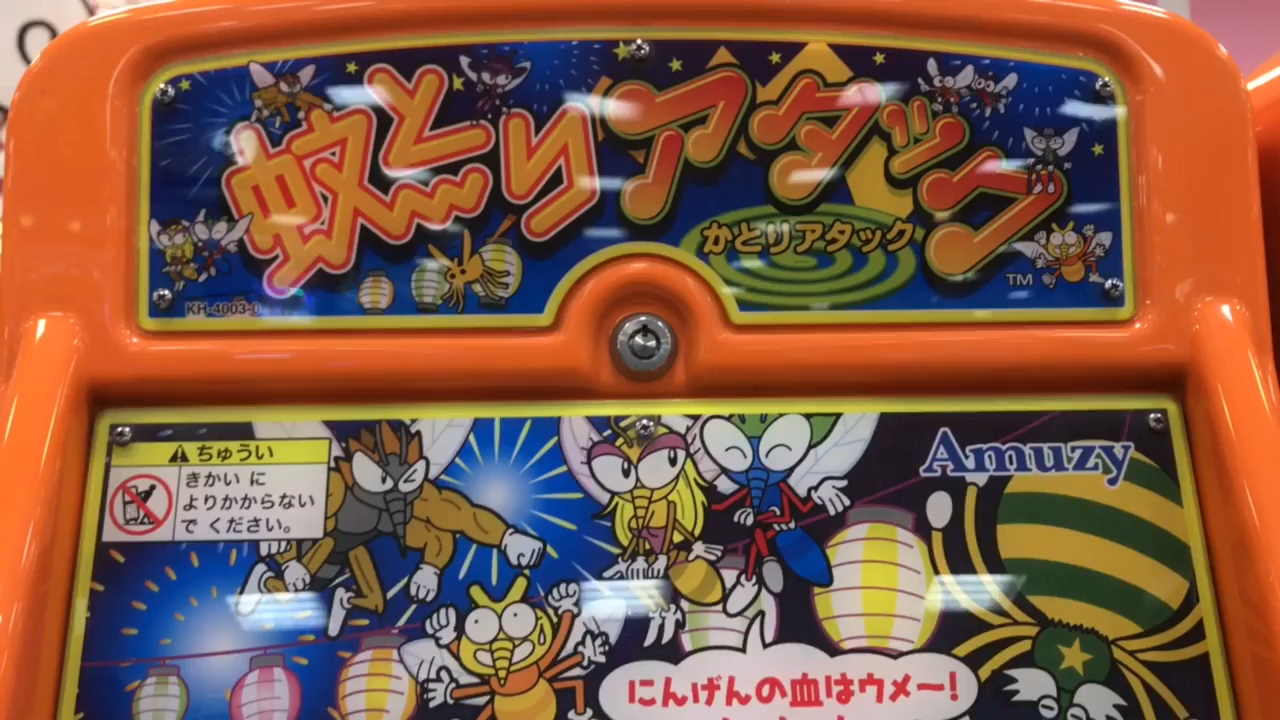 蚊とりアタック
かとりアタック
TM
KH-4003-0
ちゅうい
きかい に
よりかからない
で ください。
Amuzy
にんげんの血はウメー!